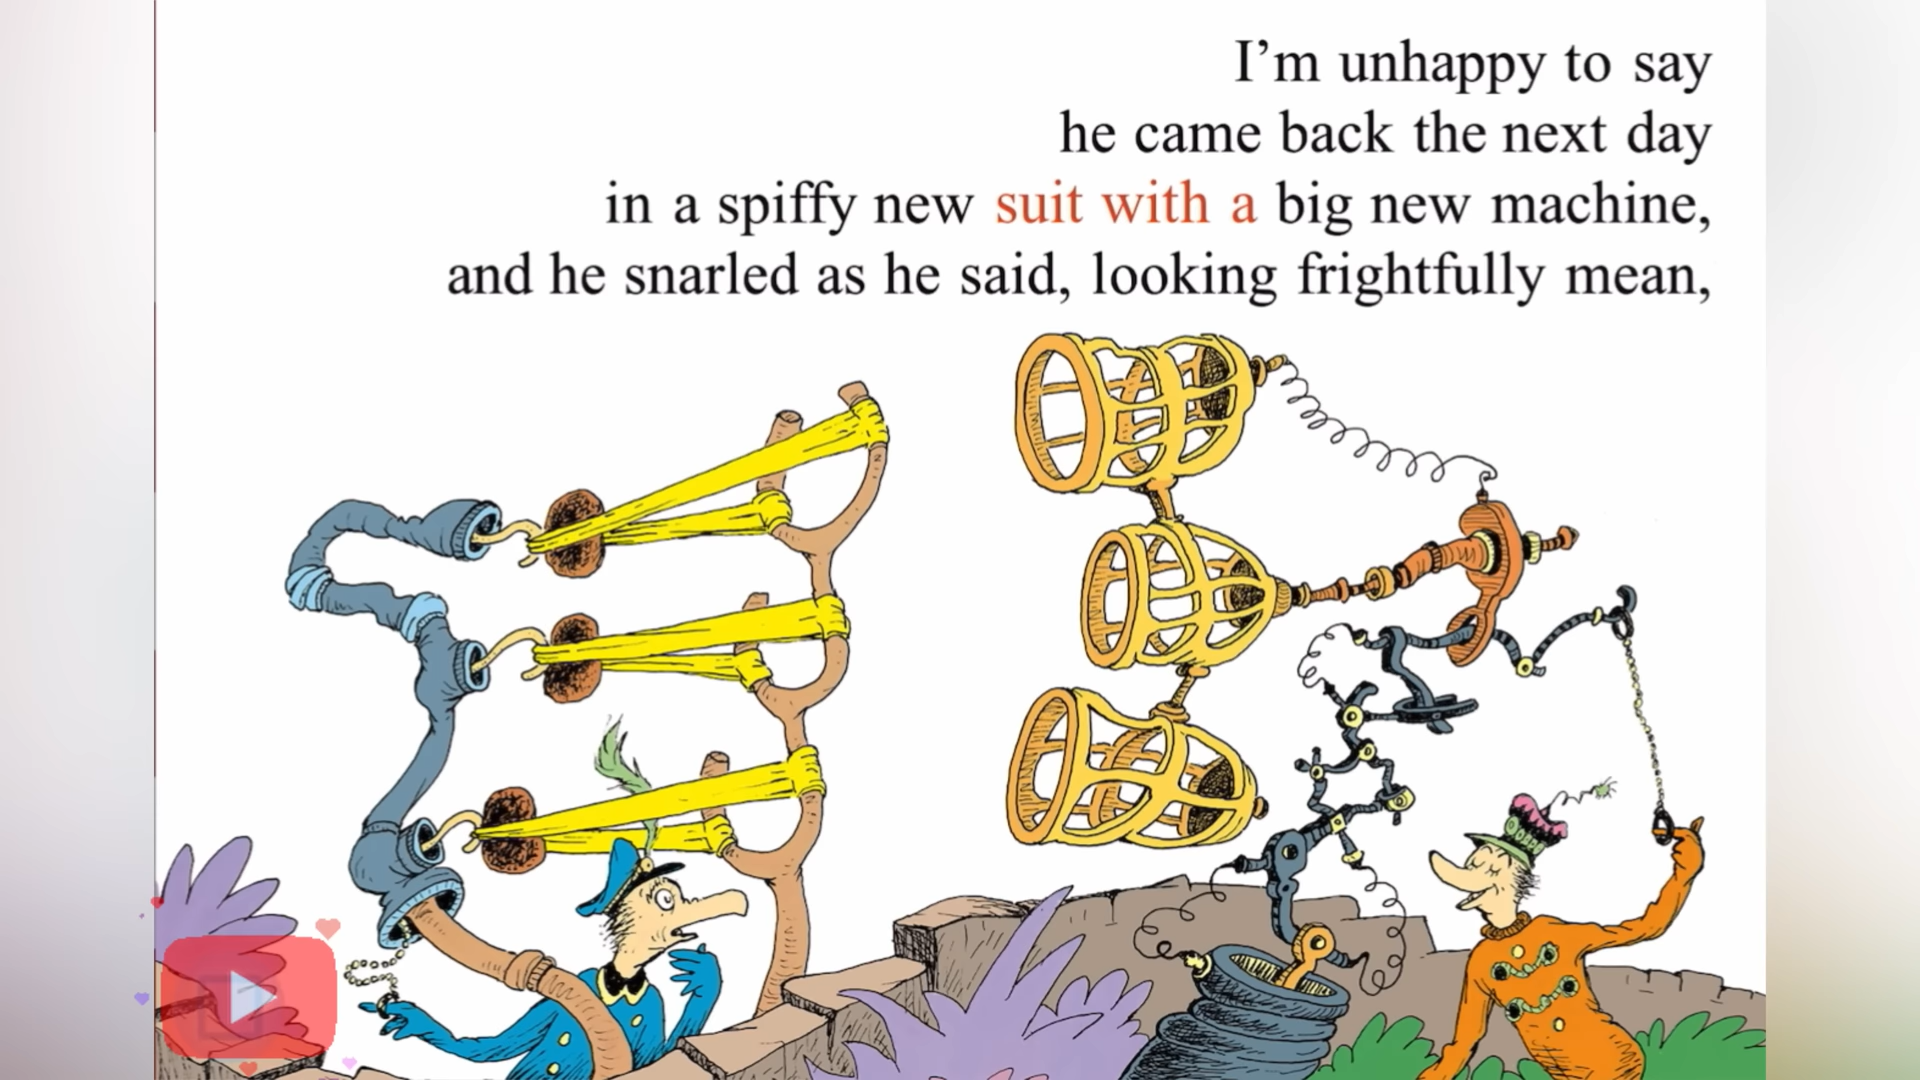 I’m unhappy to say
he came back the next day
in a spiffy new suit with a big new machine,
and he snarled as he said, looking frightfully mean,